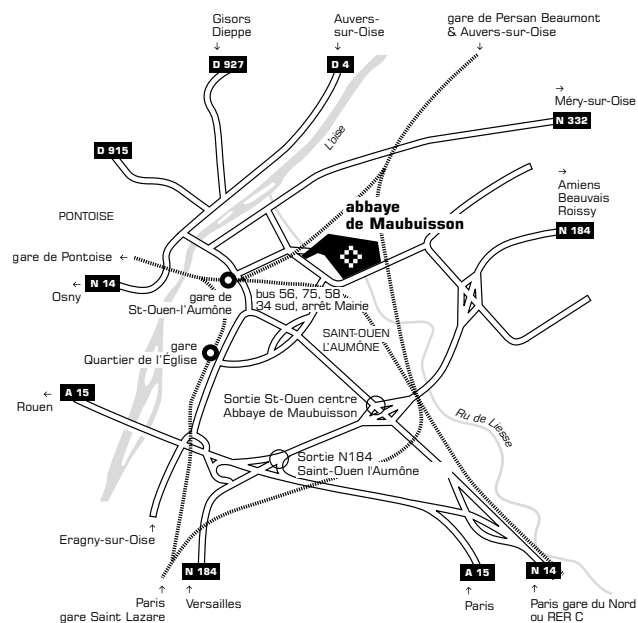 Gisors
Dieppe
↓
D 927
Auvers-
sur-Oise
↓
D 4
gare de Persan Beaumont
& Auvers-sur-Oise
↓
→
Méry-sur-Oise
N 332
L'oise
D 915
PONTOISE
abbaye
de Maubuisson
→
Amiens
Beauvais
Roissy
N 184
gare de Pontoise ←
←
Osny
N 14
gare de
St-Ouen-l'Aumône
bus 56, 75, 58
34 sud, arrêt Mairie
SAINT-OUEN
L'AUMÔNE
gare
Quartier de l'Église
←
Rouen
A 15
Sortie St-Ouen centre
Abbaye de Maubuisson
Ru de Liesse
Sortie N184
Saint-Ouen l'Aumône
↑
Eragny-sur-Oise
N 184
A 15
N 14
↑
Paris
gare Saint Lazare
↑
Versailles
↑
Paris
↑
Paris gare du Nord
ou RER C